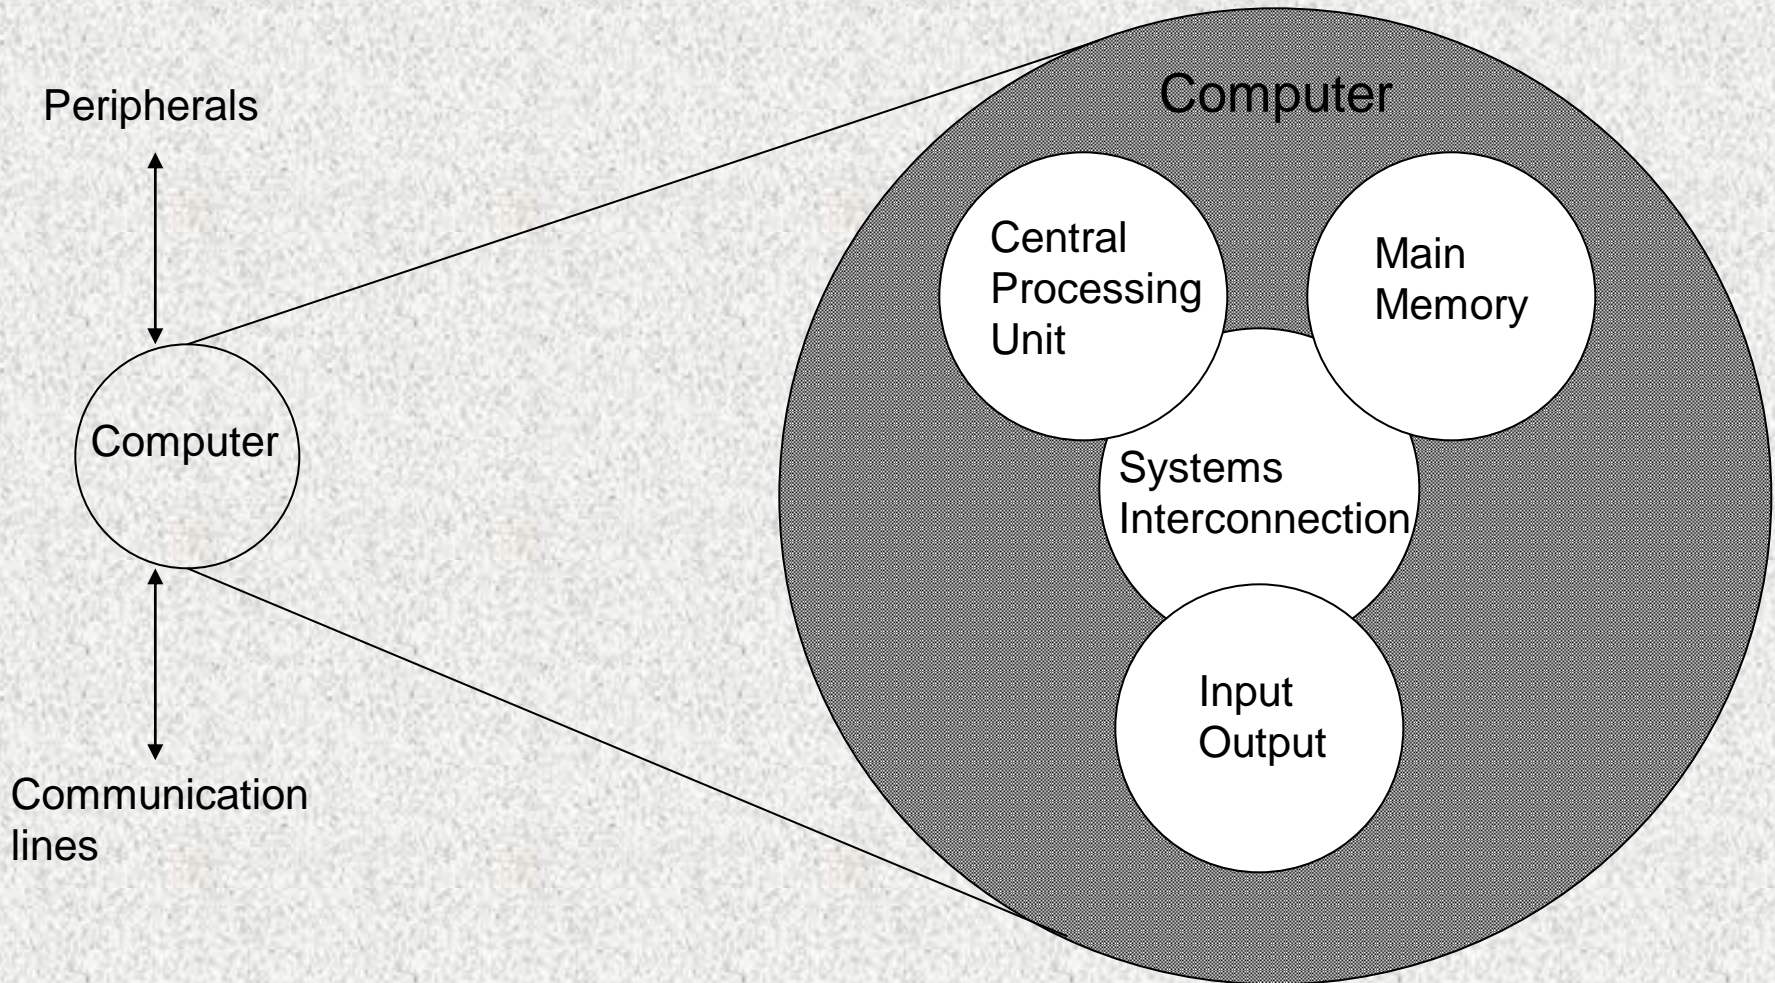 Peripherals
Computer
Communication
lines
Computer
Central
Processing
Unit
Main
Memory
Systems
Interconnection
Input
Output